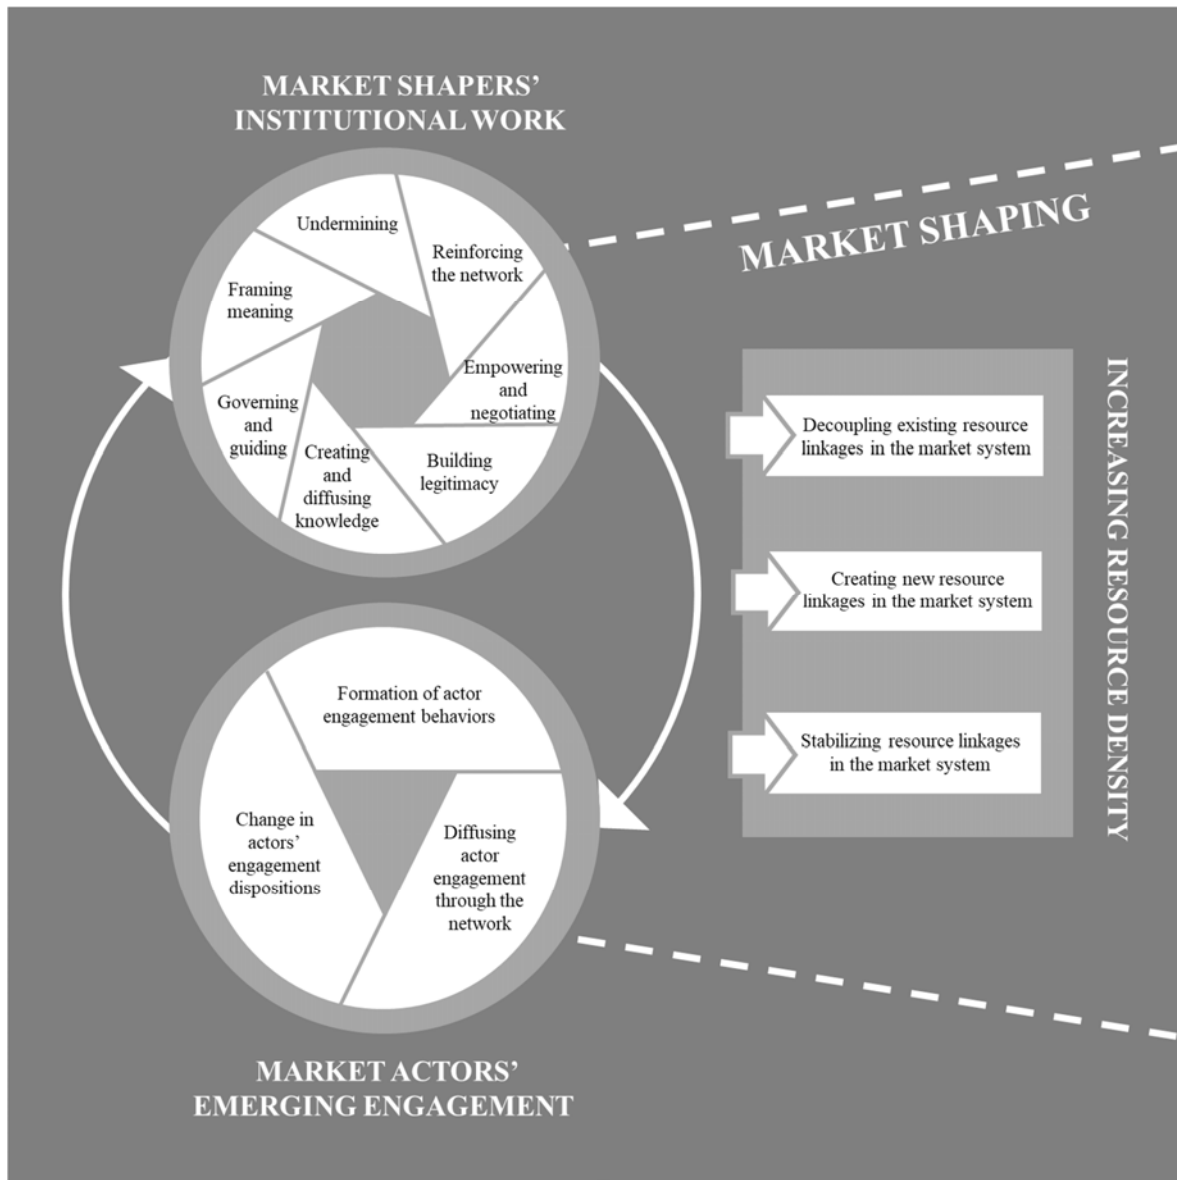 MARKET SHAPERS'
INSTITUTIONAL WORK
Undermining
Reinforcing
the network
Framing
meaning
Empowering
and
negotiating
Governing
and
guiding
Creating
and
diffusing
knowledge
Building
legitimacy
MARKET SHAPING
Decoupling existing resource
linkages in the market system
Creating new resource
linkages in the market system
Stabilizing resource linkages
in the market system
INCREASING RESOURCE DENSITY
Formation of actor
engagement behaviors
Change in
actors'
engagement
dispositions
Diffusing
actor
engagement
through the
network
MARKET ACTORS'
EMERGING ENGAGEMENT